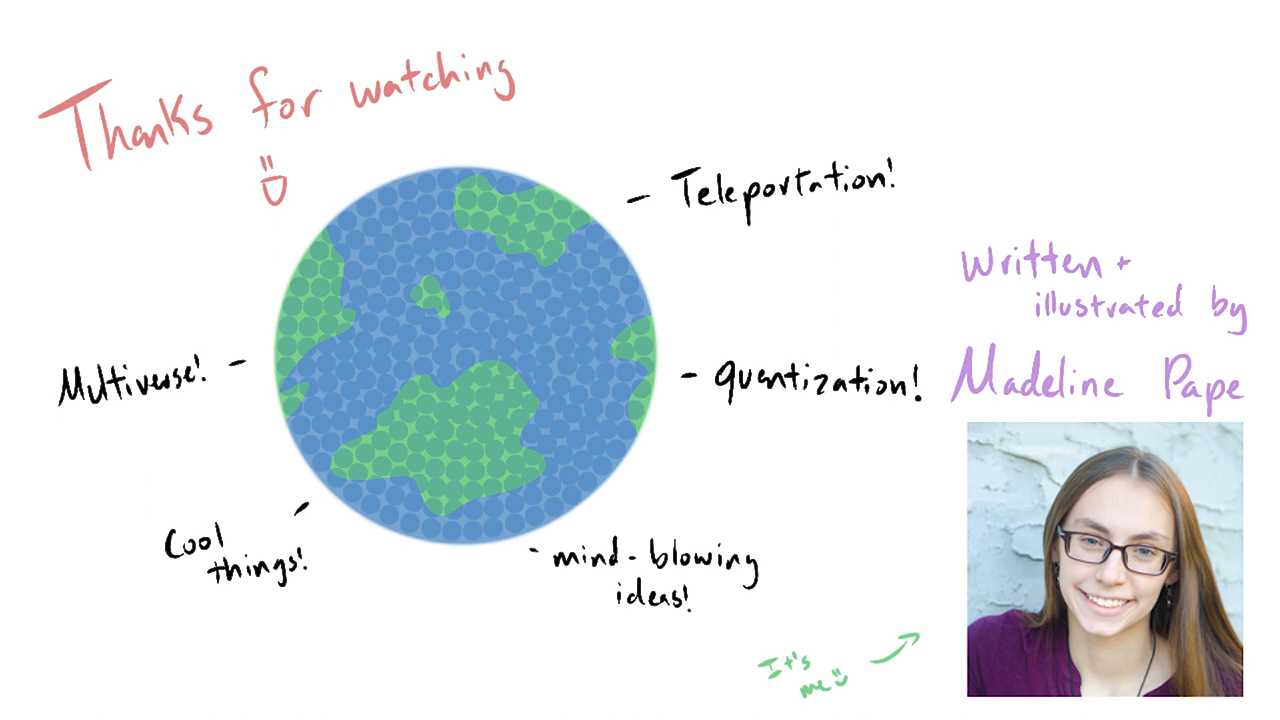 Thanks for watching
- Teleportation!
Written +
illustrated by
Madeline Pape
Multiverse! -
- quantization!
Cool
things!
- mind-blowing
ideas!
It's
me